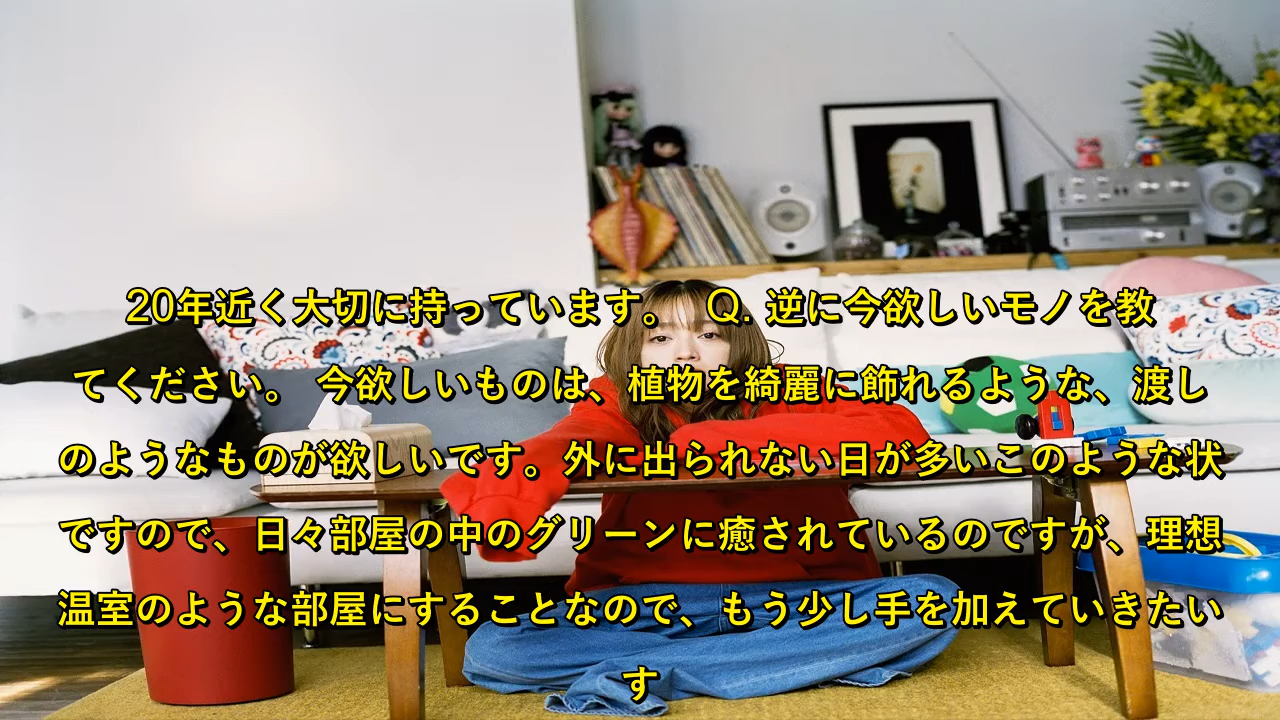 20年近く大切に持っています。 Q. 逆に今欲しいモノを教
てください。 今欲しいものは、植物を綺麗に飾れるような、渡し
のようなものが欲しいです。外に出られない日が多いこのような状
ですので、日々部屋の中のグリーンに癒されているのですが、理想
温室のような部屋にすることなので、もう少し手を加えていきたい
す